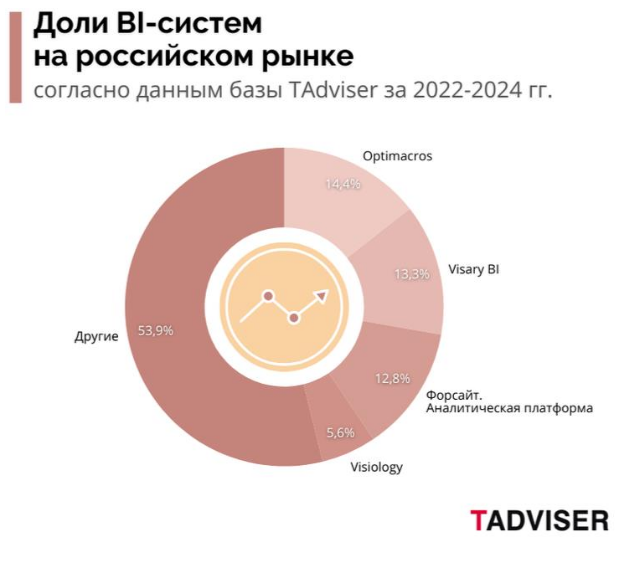 Доли BI-систем
на российском рынке
согласно данным базы TAdviser за 2022-2024 гг.
Optimacros
14,4%
Visary BI
13,3%
12,8%
Форсайт.
Аналитическая платформа
5,6%
Visiology
Другие
53,9%
TADVISER